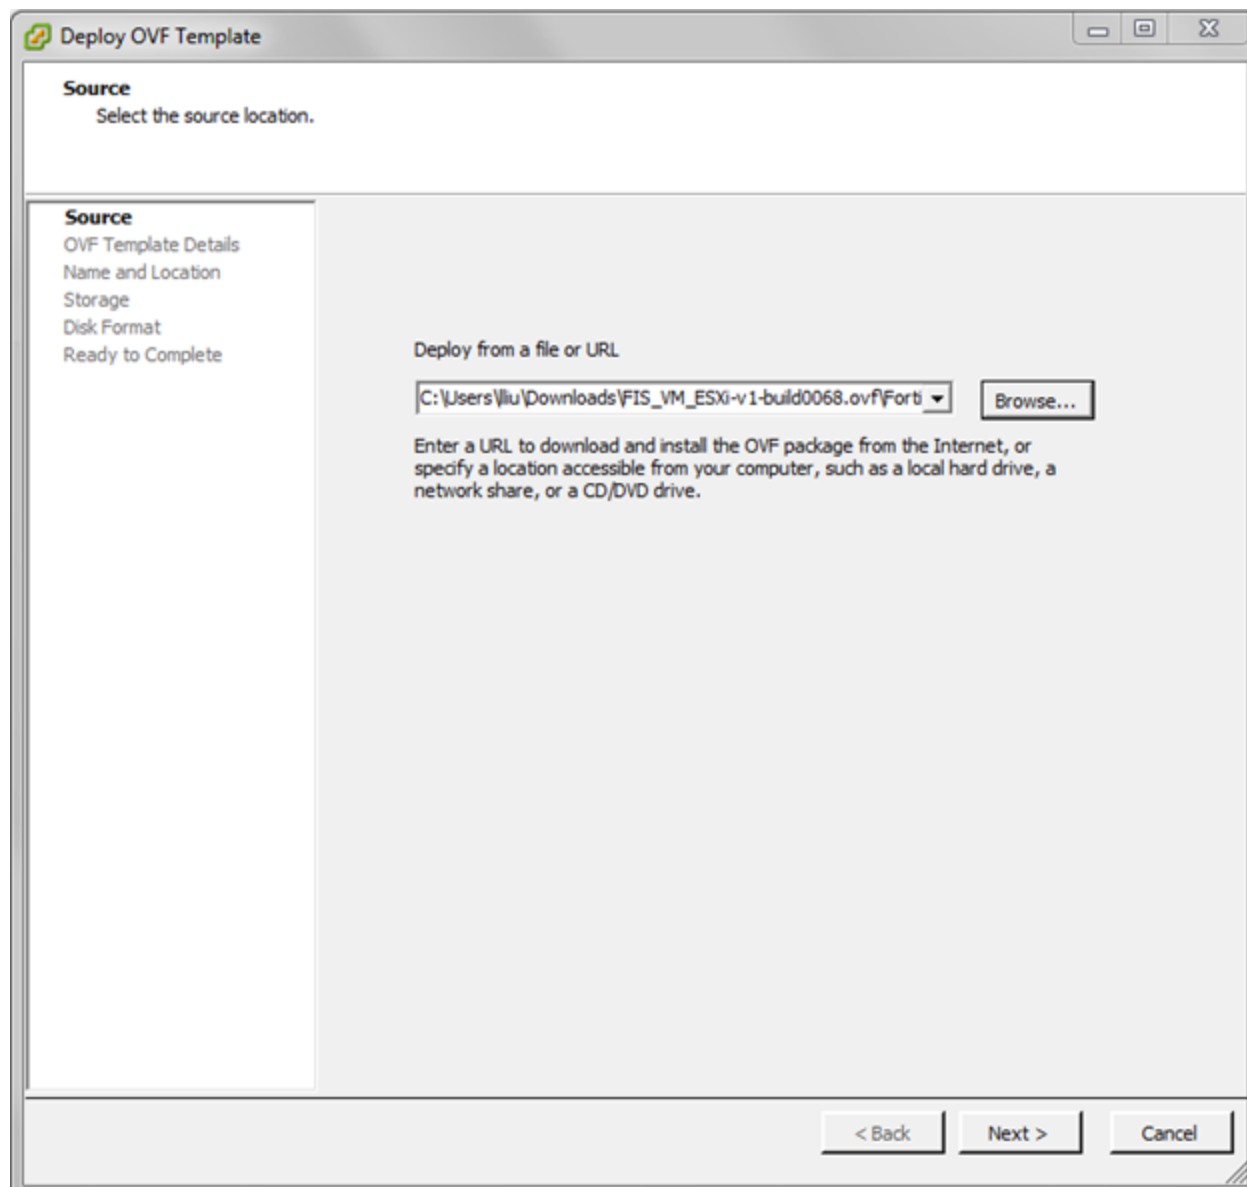 Deploy OVF Template
Source
Select the source location.
Source
OVF Template Details
Name and Location
Storage
Disk Format
Ready to Complete
Deploy from a file or URL
C:\Users\lliu\Downloads\FIS_VM_ESXi-v1-build0068.ovf\Forti
Browse...
Enter a URL to download and install the OVF package from the Internet, or
specify a location accessible from your computer, such as a local hard drive, a
network share, or a CD/DVD drive.
< Back
Next >
Cancel